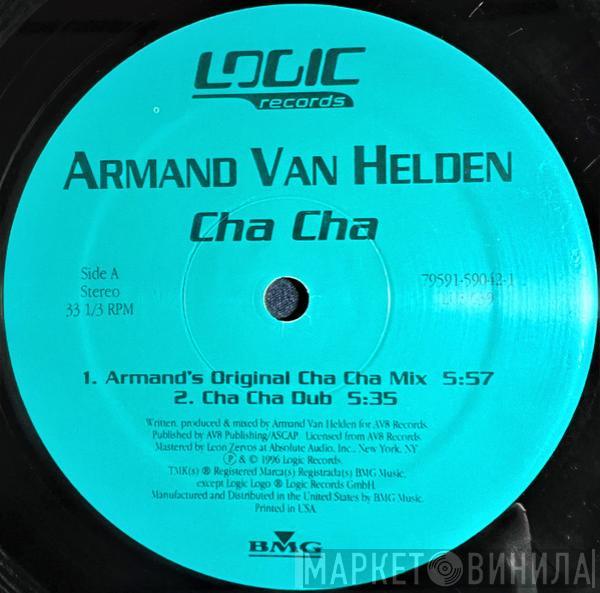 LOGIC
records
ARMAND VAN HELDEN
Cha Cha
Side A
Stereo
33 1/3 RPM
79591-59042-1
1. Armand's Original Cha Cha Mix 5:57
2. Cha Cha Dub 5:35
Written, produced & mixed by Armand Van Helden for AV8 Records.
Published by AV8 Publishing/ASCAP. Licensed from AV8 Records.
Mastered by Leon Zervos at Absolute Audio, Inc., New York, NY
Ⓟ & © 1996 Logic Records.
TMK(s) ® Registered Marca(s) Registrada(s) BMG Music,
except Logic Logo ® Logic Records GmbH.
Manufactured and Distributed in the United States by BMG Music.
Printed in USA.
BMG
МАРКЕТ ВИНИЛА